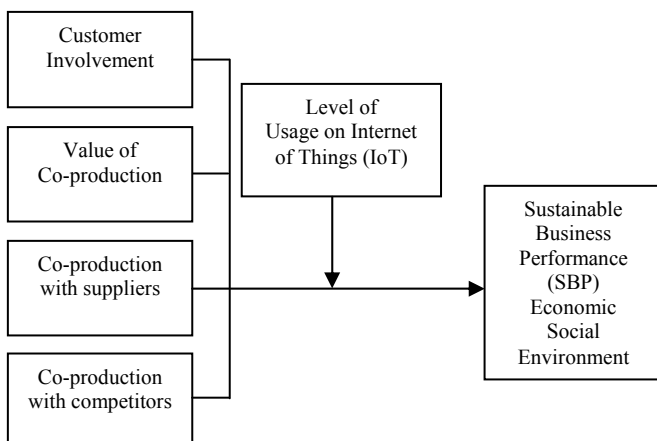 Customer
Involvement
Value of
Co-production
Co-production
with suppliers
Co-production
with competitors
Level of
Usage on Internet
of Things (IoT)
Sustainable
Business
Performance
(SBP)
Economic
Social
Environment